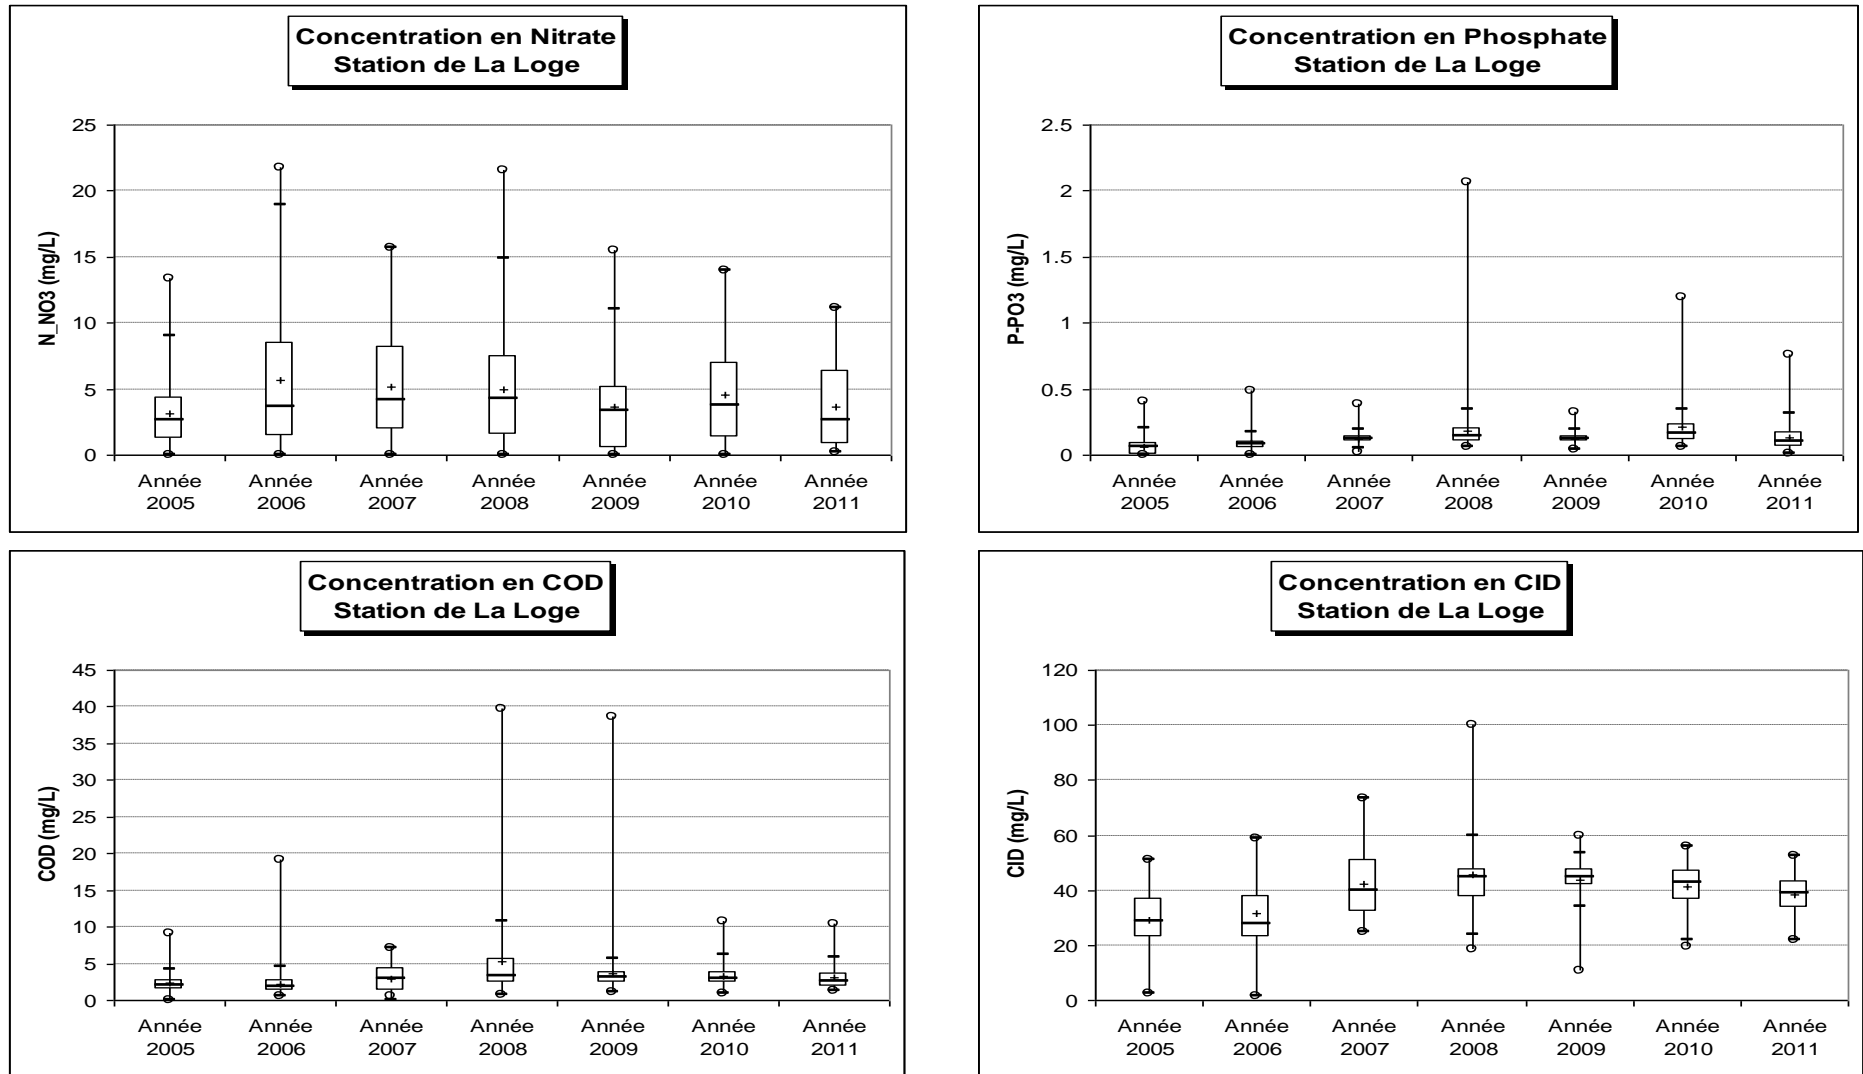 Concentration en Nitrate
Station de La Loge
N_NO3 (mg/L)
25
20
15
10
5
0
Année Année Année Année Année Année Année
2005 2006 2007 2008 2009 2010 2011
Concentration en Phosphate
Station de La Loge
P-PO3 (mg/L)
2.5
2
1.5
1
0.5
0
Année Année Année Année Année Année Année
2005 2006 2007 2008 2009 2010 2011
Concentration en COD
Station de La Loge
COD (mg/L)
45
40
35
30
25
20
15
10
5
0
Année Année Année Année Année Année Année
2005 2006 2007 2008 2009 2010 2011
Concentration en CID
Station de La Loge
CID (mg/L)
120
100
80
60
40
20
0
Année Année Année Année Année Année Année
2005 2006 2007 2008 2009 2010 2011